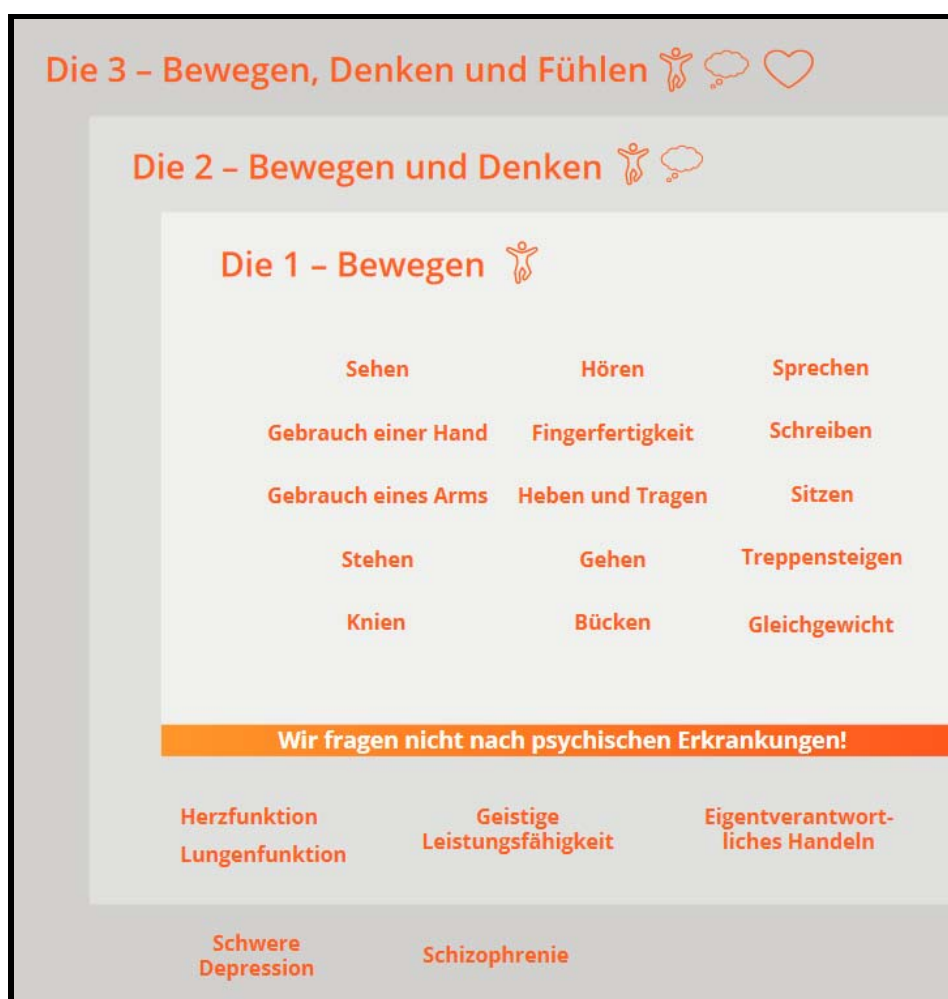 Die 3 – Bewegen, Denken und Fühlen
Die 2 – Bewegen und Denken
Die 1 – Bewegen
Sehen Hören Sprechen
Gebrauch einer Hand Fingerfertigkeit Schreiben
Gebrauch eines Arms Heben und Tragen Sitzen
Stehen Gehen Treppensteigen
Knien Bücken Gleichgewicht
Wir fragen nicht nach psychischen Erkrankungen!
Herzfunktion
Lungenfunktion
Geistige
Leistungsfähigkeit
Eigentverantwort-
liches Handeln
Schwere
Depression
Schizophrenie